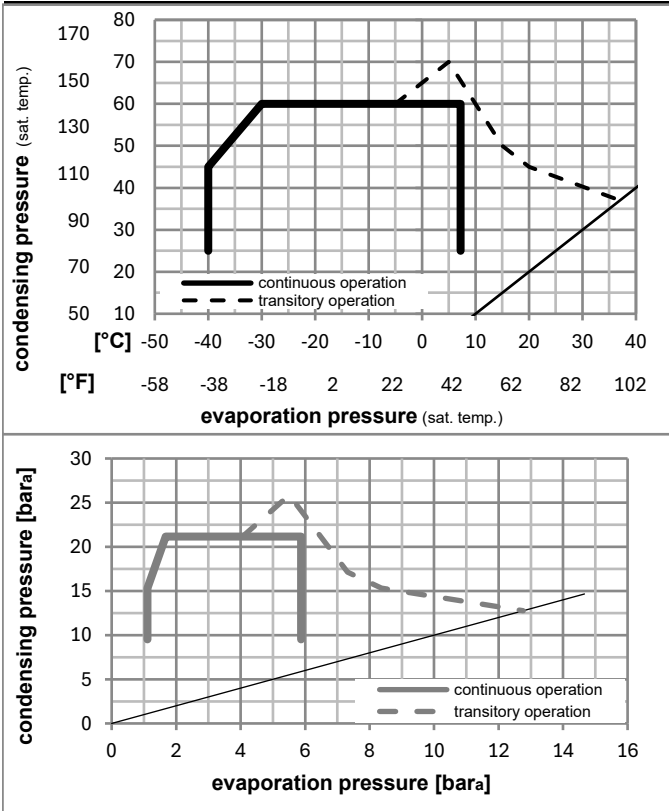 condensing pressure (sat. temp.)
170 80
150 70
60
130 50
110 40
90 30
70 20
50 10
continuous operation
transitory operation
[°C] -50 -40 -30 -20 -10 0 10 20 30 40
[°F] -58 -38 -18 2 22 42 62 82 102
evaporation pressure (sat. temp.)
condensing pressure [bara]
30
25
20
15
10
5
0
continuous operation
transitory operation
0 2 4 6 8 10 12 14 16
evaporation pressure [bara]